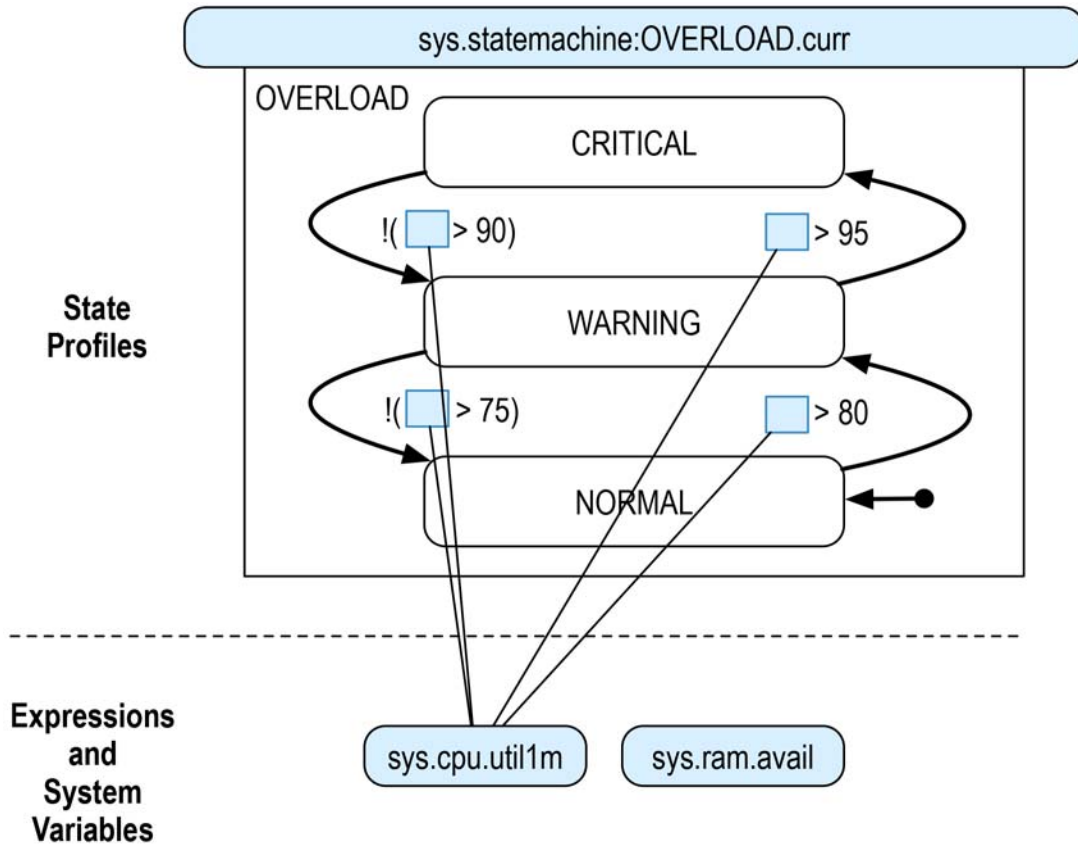 sys.statemachine:OVERLOAD.curr
OVERLOAD
CRITICAL
!( > 90)
> 95
State
Profiles
WARNING
!( > 75)
> 80
NORMAL
Expressions
and
System
Variables
sys.cpu.util1m
sys.ram.avail